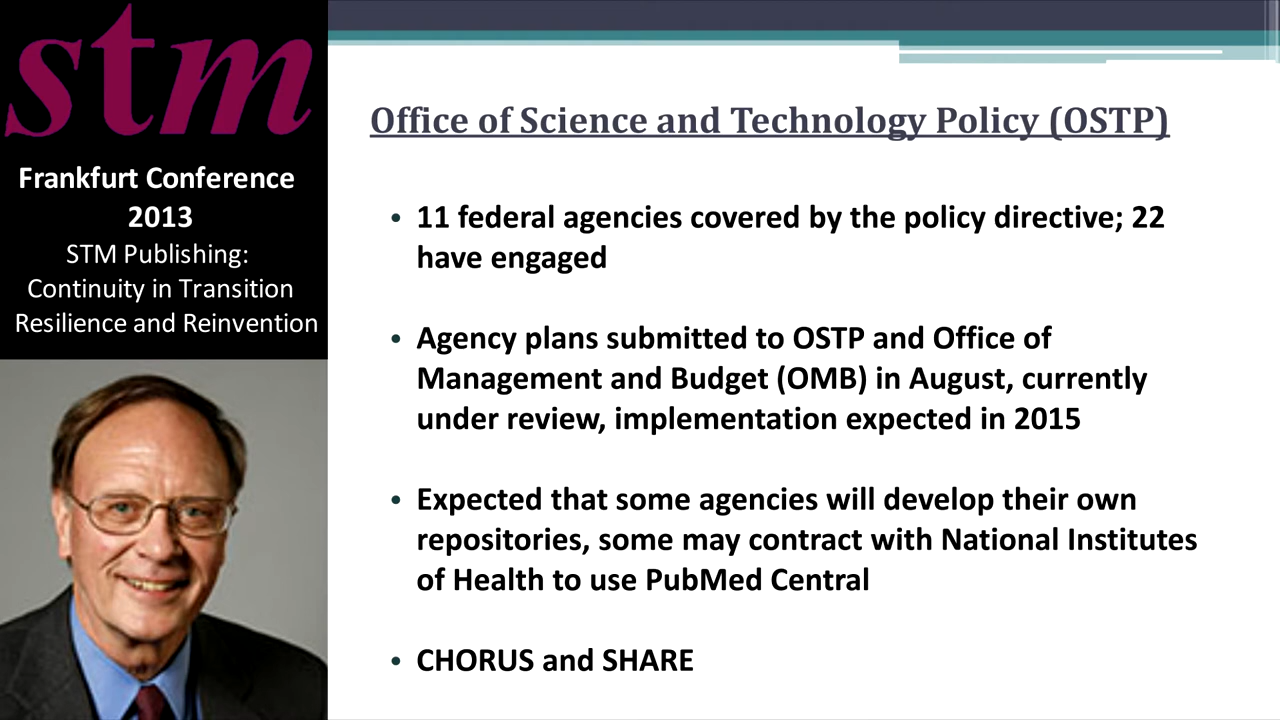 stm
Frankfurt Conference
2013
STM Publishing:
Continuity in Transition
Resilience and Reinvention
Office of Science and Technology Policy (OSTP)
• 11 federal agencies covered by the policy directive; 22
have engaged
• Agency plans submitted to OSTP and Office of
Management and Budget (OMB) in August, currently
under review, implementation expected in 2015
• Expected that some agencies will develop their own
repositories, some may contract with National Institutes
of Health to use PubMed Central
• CHORUS and SHARE